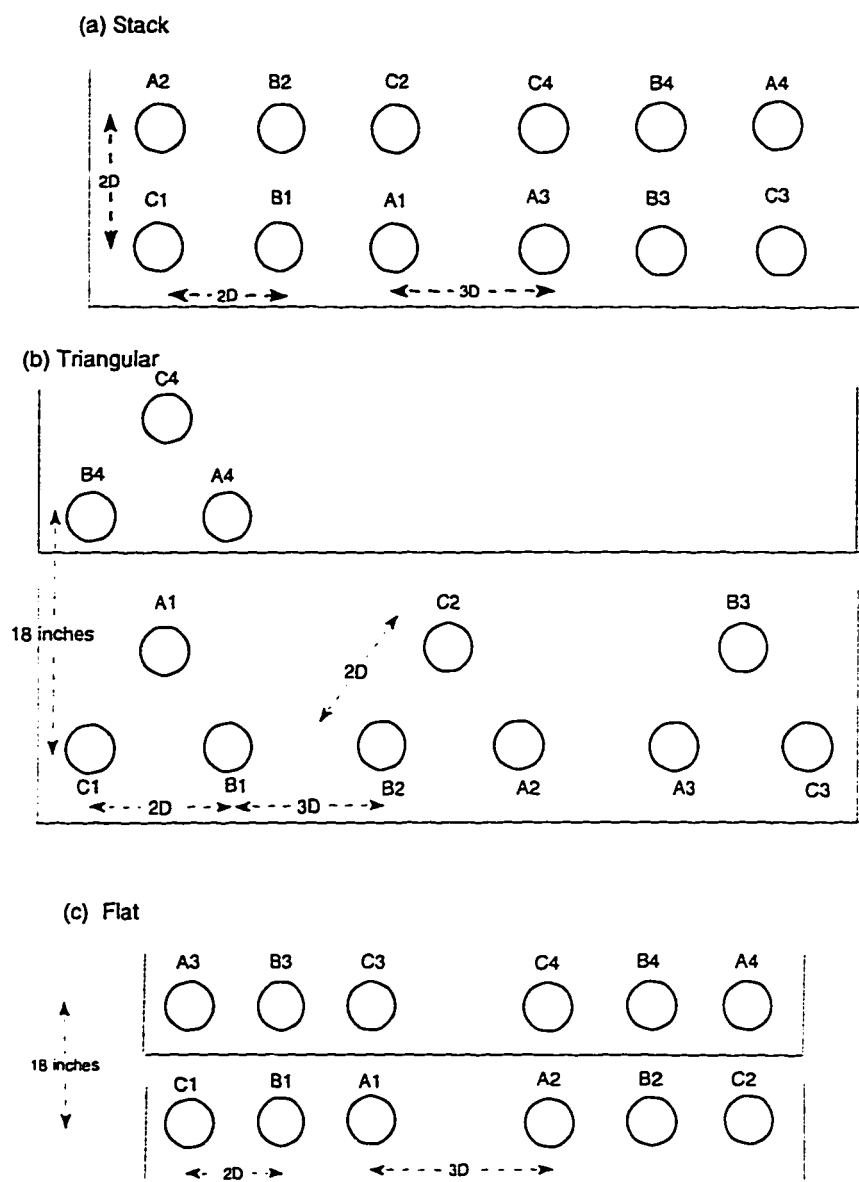 (a) Stack
A2 B2 C2 C4 B4 A4
2D
C1 B1 A1 A3 B3 C3
2D 3D
(b) Triangular
C4
B4 A4
A1 C2 B3
18 inches
2D
C1 B1 B2 A2 A3 C3
2D 3D
(c) Flat
A3 B3 C3 C4 B4 A4
18 inches
C1 B1 A1 A2 B2 C2
2D 3D